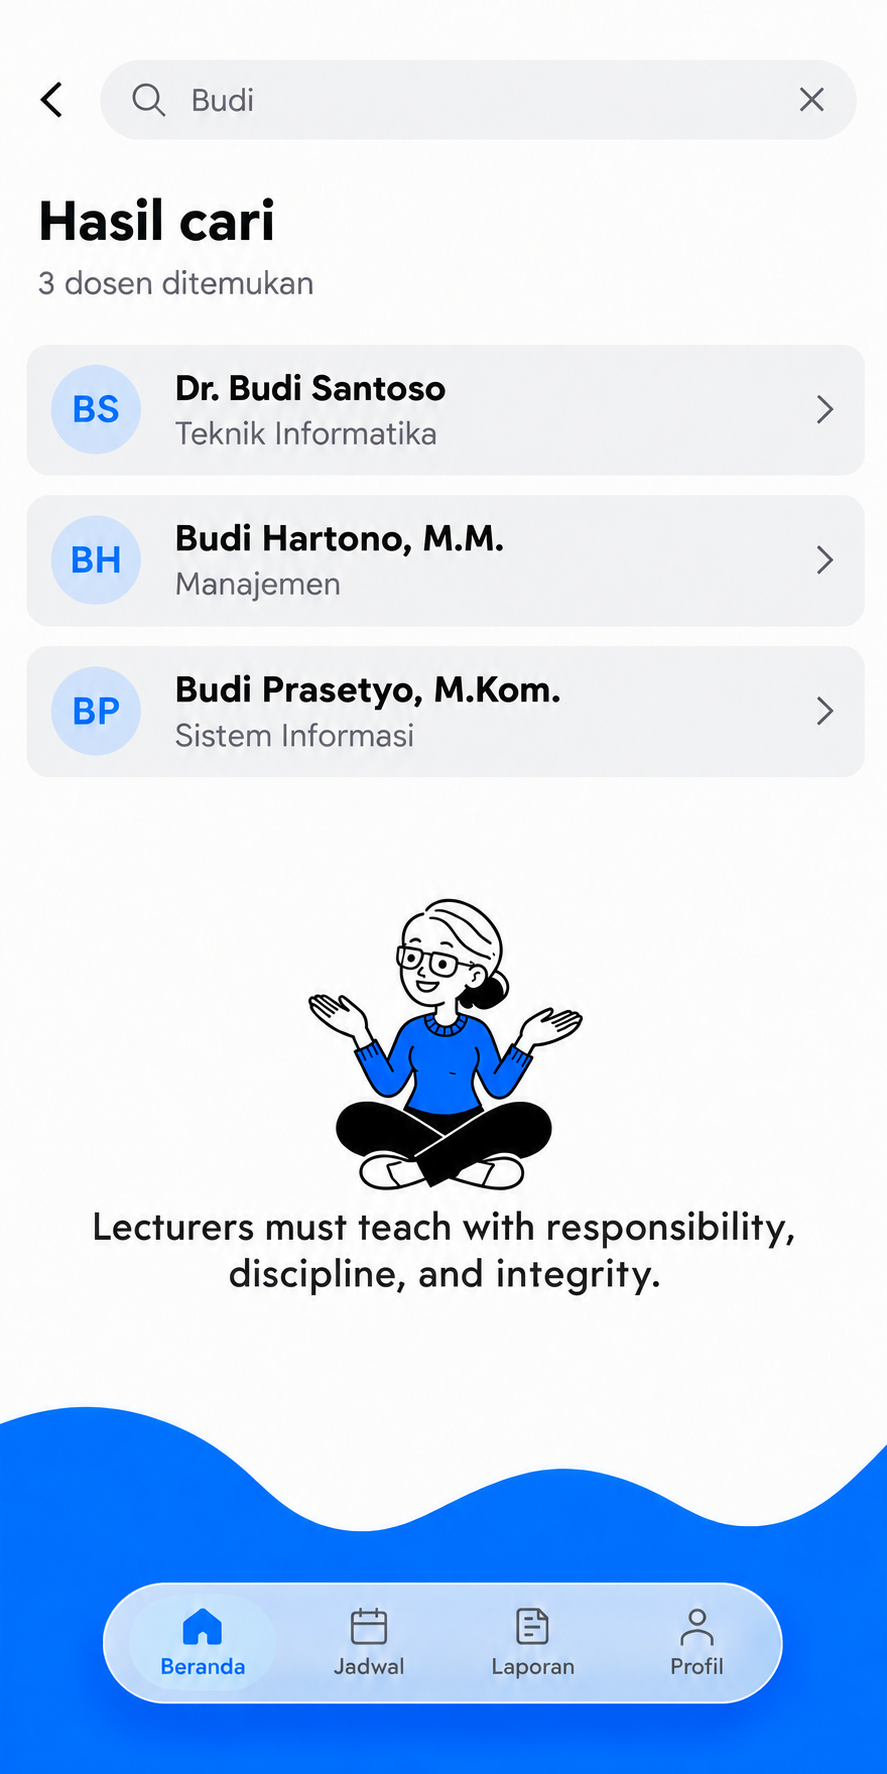 Budi
Hasil cari
3 dosen ditemukan
BS
Dr. Budi Santoso
Teknik Informatika
BH
Budi Hartono, M.M.
Manajemen
BP
Budi Prasetyo, M.Kom.
Sistem Informasi
Lecturers must teach with responsibility,
discipline, and integrity.
Beranda
Jadwal
Laporan
Profil